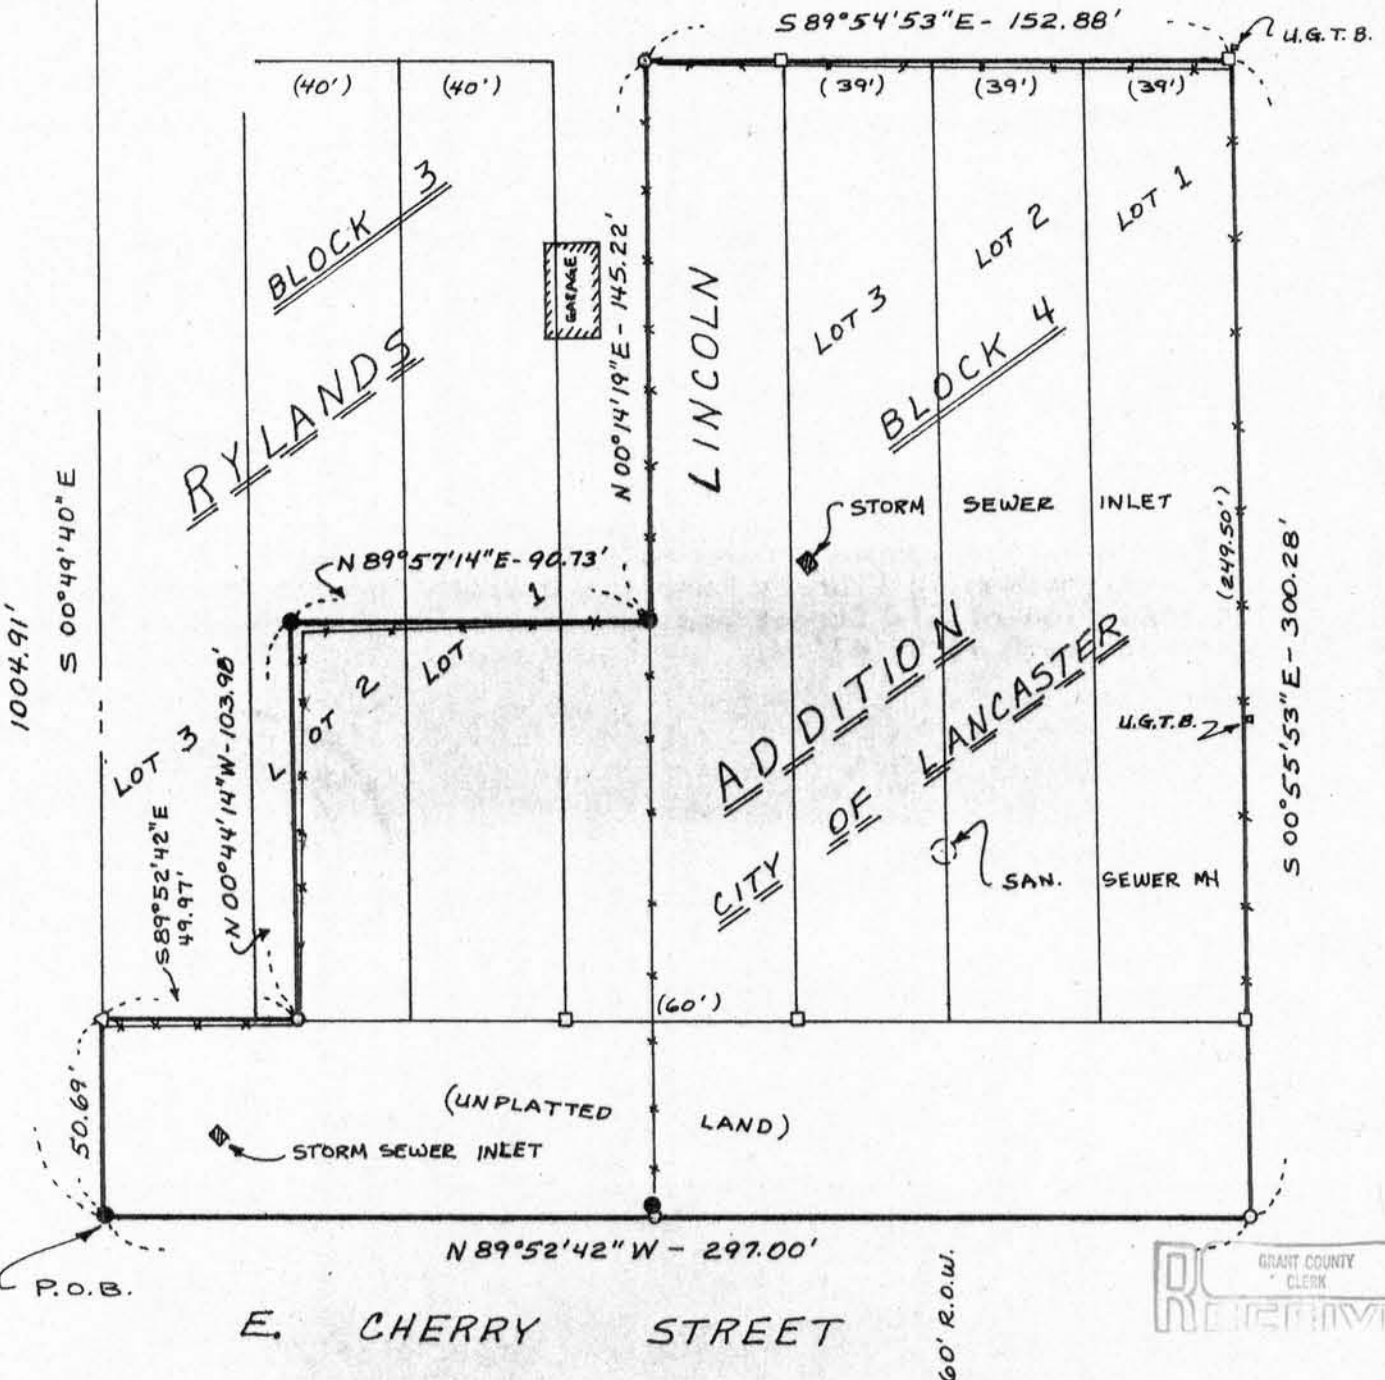 S 89°54'53"E - 152.88'
U.G.T.B.
(40')
(40')
(39')
(39')
(39')
BLOCK 3
RYLANDS
GARAGE
N 00°14'19"E - 145.22'
LINCOLN
LOT 3
LOT 2
LOT 1
BLOCK 4
STORM SEWER INLET
(249.50')
S 00°55'53"E - 300.28'
1004.91'
S 00°49'40"E
N 89°57'14"E - 90.73'
LOT 1
LOT 2
LOT 3
N 00°44'14"W - 103.98'
S 89°52'42"E
49.97'
ADDITION
CITY OF LANCASTER
U.G.T.B.
SAN. SEWER MH
(60')
50.69'
(UNPLATTED LAND)
STORM SEWER INLET
N 89°52'42"W - 297.00'
P.O.B.
E. CHERRY STREET
60' R.O.W.
GRANT COUNTY
CLERK